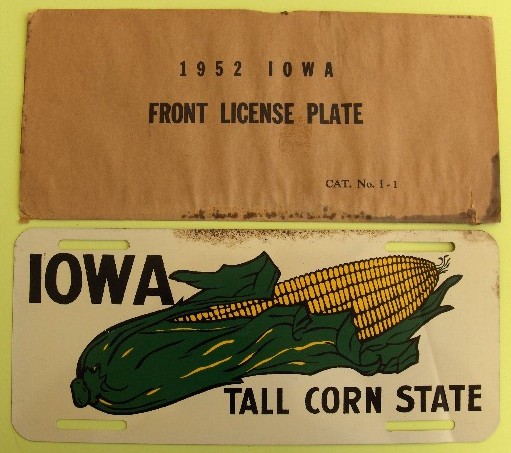 1952 IOWA
FRONT LICENSE PLATE
CAT. No. 1-1
IOWA
TALL CORN STATE